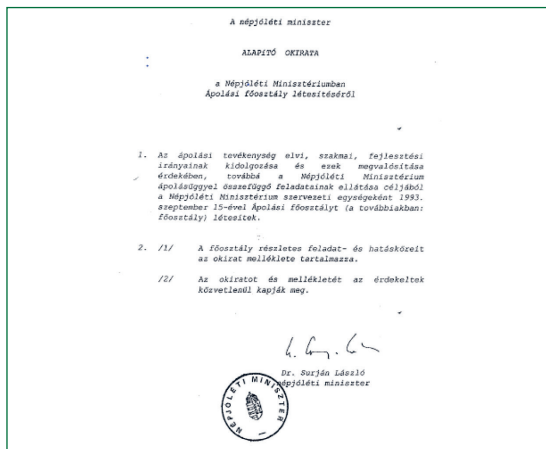 A népjóléti miniszter
ALAPÍTÓ OKIRATA
a Népjóléti Minisztériumban
Ápolási főosztály létesítéséről
1. Az ápolási tevékenység elvi, szakmai, fejlesztési
irányainak kidolgozása és ezek megvalósítása
érdekében, továbbá a Népjóléti Minisztérium
ápolásüggyel összefüggő feladatainak ellátása céljából
a Népjóléti Minisztérium szervezeti egységeként 1993.
szeptember 15-ével Ápolási főosztályt (a továbbiakban:
főosztály) létesítek.
2. /1/ A főosztály részletes feladat- és hatásköreit
az okirat melléklete tartalmazza.
/2/ Az okiratot és mellékletét az érdekeltek
közvetlenül kapják meg.
Dr. Surján László
népjóléti miniszter
NÉPJÓLÉTI MINISZTER